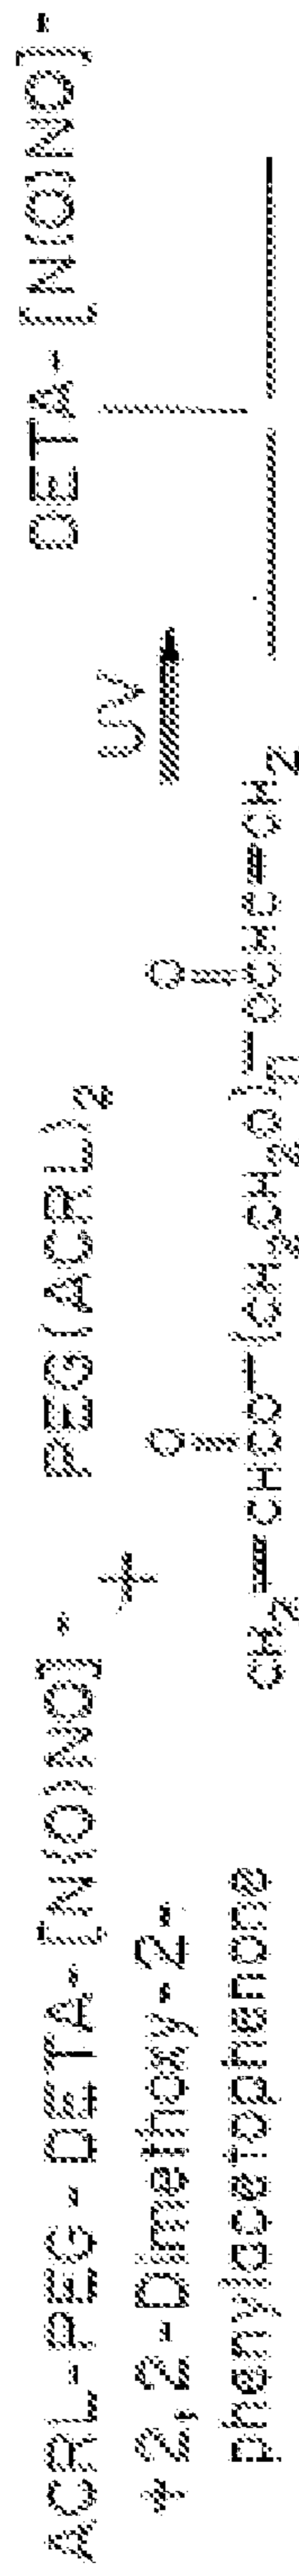 ACRL-PEG-DETA-[N(O)NO]-
+ 2, 2-Dimethoxy-2-
phenylacetophenone
+
PEG(ACRL)2
O O
CH2=CHCO-(CH2CH2O)n-OCHC=CH2
UV
DETA-[N(O)NO]-